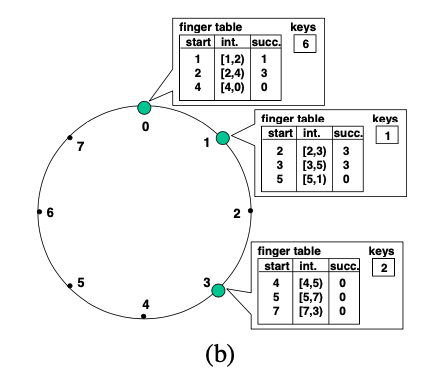 finger table keys
start int. succ. 6
1 [1,2) 1
2 [2,4) 3
4 [4,0) 0
finger table keys
start int. succ. 1
2 [2,3) 3
3 [3,5) 3
5 [5,1) 0
finger table keys
start int. succ. 2
4 [4,5) 0
5 [5,7) 0
7 [7,3) 0
0
1
2
3
4
5
6
7
(b)